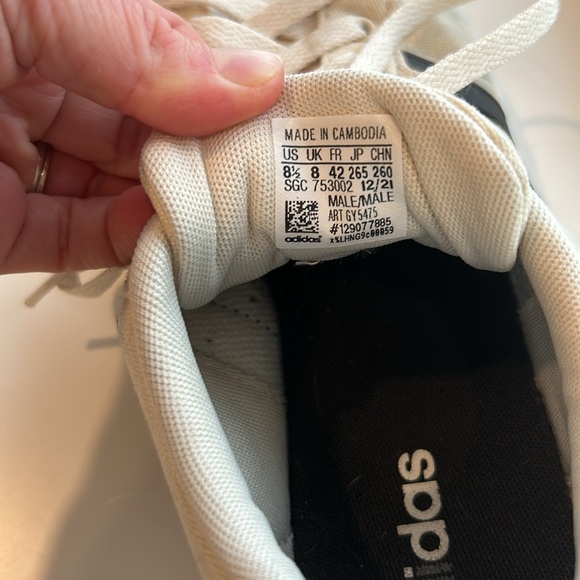 MADE IN CAMBODIA
US UK FR JP CHN
8½ 8 42 265 260
SGC 753002 12/21
MALE/MALE
ART GY5475
#129077885
adidas
adidas